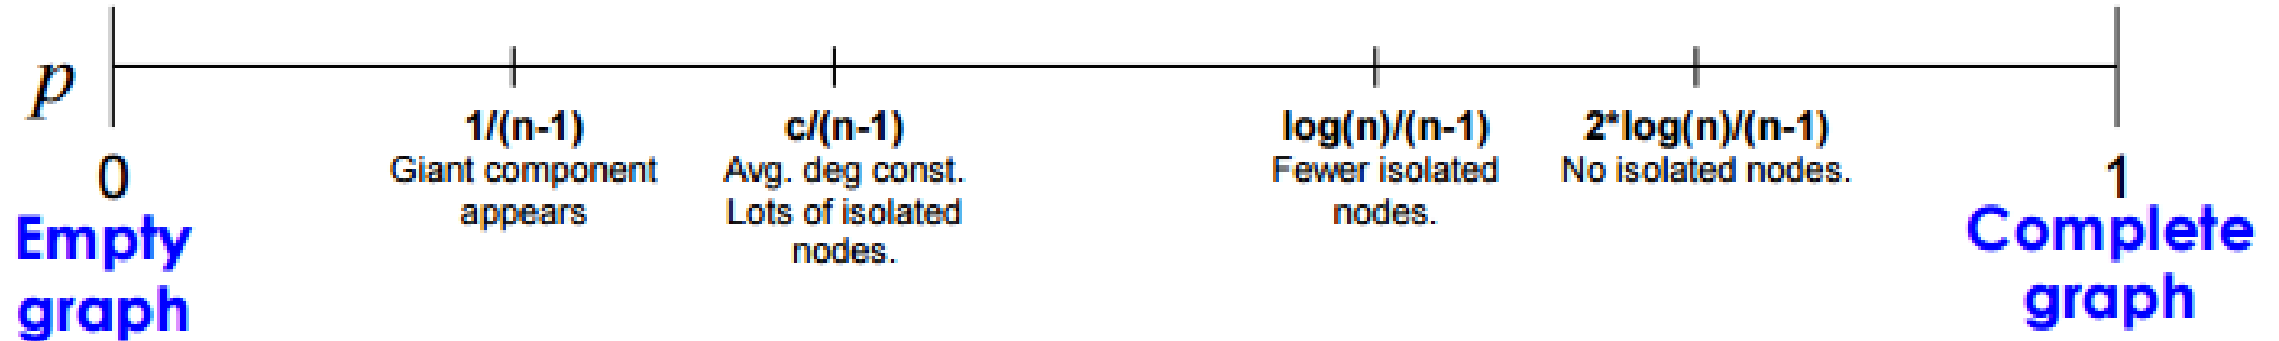 p
0
Empty
graph
1/(n-1)
Giant component
appears
c/(n-1)
Avg. deg const.
Lots of isolated
nodes.
log(n)/(n-1)
Fewer isolated
nodes.
2*log(n)/(n-1)
No isolated nodes.
1
Complete
graph